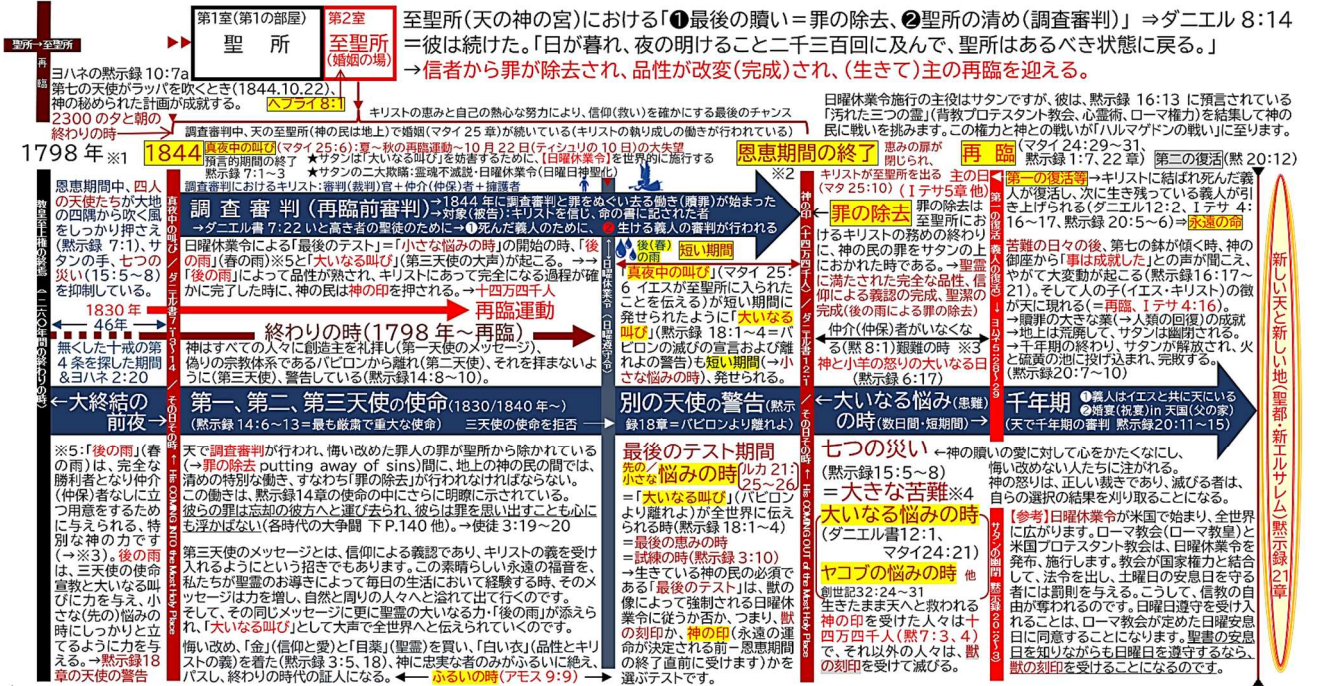 聖所→至聖所
再臨
第1室(第1の部屋)
聖 所
第2室
至聖所
(婚姻の場)
至聖所(天の神の宮)における「❶最後の贖い=罪の除去、❷聖所の清め(調査審判)」 ⇒ダニエル 8:14
=彼は続けた。「日が暮れ、夜の明けること二千三百回に及んで、聖所はあるべき状態に戻る。」
→信者から罪が除去され、品性が改変(完成)され、(生きて)主の再臨を迎える。
ヨハネの黙示録 10:7a
第七の天使がラッパを吹くとき(1844.10.22)、
神の秘められた計画が成就する。
ヘブライ8:1
2300 の夕と朝の
終わりの時→
キリストの恵みと自己の熱心な努力により、信仰(救い)を確かにする最後のチャンス
調査審判中、天の至聖所(神の民は地上)で婚姻(マタイ 25 章)が続いている(キリストの執り成しの働きが行われている)
日曜休業令施行の主役はサタンですが、彼は、黙示録 16:13 に預言されている
「汚れた三つの霊」(背教プロテスタント教会、心霊術、ローマ権力)を結集して神の
民に戦いを挑みます。この権力と神との戦いが「ハルマゲドンの戦い」に至ります。
1798 年 ※1
1844
真夜中の叫び(マタイ 25:6):夏~秋の再臨運動~10 月 22 日(ティシュリの 10 日)の大失望
預言的期間の終了 ★サタンは「大いなる叫び」を妨害するために、【日曜休業令】を世界的に施行する
黙示録 7:1~3 ★サタンの二大欺瞞:霊魂不滅説・日曜休業令(日曜日神聖化)
恩恵期間の終了
※2
恵みの扉が
閉じられ、
再 臨
(マタイ 24:29~31、
黙示録 1:7、22 章)
第二の復活(黙 20:12)
恩恵期間中、四人
の天使たちが大地
の四隅から吹く風
をしっかり押さえ
(黙示録 7:1)、サ
タンの手、七つの
災い(15:5~8)
を抑制している。
調査審判におけるキリスト:審判(裁判)官+仲介(仲保)者+擁護者
調 査 審 判 (再臨前審判)
→1844 年に調査審判と罪をぬぐい去る働き(贖罪)が始まった
→対象(被告):キリストを信じ、命の書に記された者
→ダニエル書 7:22 いと高き者の聖徒のために→❶死んだ義人のために、❷生ける義人の審判が行われる
日曜休業令による「最後のテスト」=「小さな悩みの時」の開始の時、「後
の雨」(春の雨)※5と「大いなる叫び」(第三天使の大声)が起こる。→→
「後の雨」によって品性が熟され、キリストにあって完全になる過程が確
かに完了した時に、神の民は神の印を押される。→十四万四千人
後(春)
の雨
短い期間
「真夜中の叫び」(マタイ 25:
6 イエスが至聖所に入られた
ことを伝える)が短い期間に
発せられたように「大いなる
叫び」(黙示録 18:1~4=バ
ビロンの滅びの宣言および離
れよの警告)も短い期間(→小
さな悩みの時)、発せられる。
キリストが至聖所を出る
(マタ 25:10)
主の日
(Ⅰテサ5章他)
←罪の除去
罪の除去は
至聖所にお
けるキリストの務めの終わり
に、神の民の罪をサタンの上
におかれた時である。→聖霊
に満たされた完全な品性、信
仰による義認の完成、聖潔の
完成(後の雨による罪の除去)
仲介(仲保)者がいなくな
る(黙 8:1)艱難の時 ※3
神と小羊の怒りの大いなる日
(黙示録 6:17)
第一の復活等→キリストに結ばれ死んだ義
人が復活し、次に生き残っている義人が引
き上げられる(ダニエル12:2、Ⅰテサ 4:
16~17、黙示録 20:5~6)⇒永遠の命
苦難の日々の後、第七の鉢が傾く時、神の
御座から「事は成就した」との声が聞こえ、
やがて大変動が起こる(黙示録16:17~
21)。そして人の子(イエス・キリスト)の徴
が天に現れる(=再臨、Ⅰテサ 4:16)。
→贖罪の大きな業(→人類の回復)の成就
→地上は荒廃して、サタンは幽閉される。
→千年期の終わり、サタンが解放され、火
と硫黄の池に投げ込まれ、完敗する。
(黙示録20:7~10)
1830 年
46年
無くした十戒の第
4 条を探した期間
＆ヨハネ 2:20
再臨運動
終わりの時(1798 年~再臨)
神はすべての人々に創造主を礼拝し(第一天使のメッセージ)、
偽りの宗教体系であるバビロンから離れ(第二天使)、それを拝まないよ
うに(第三天使)、警告している(黙示録14:8~10)。
←大終結の
前夜→
第一、第二、第三天使の使命(1830/1840 年~)
(黙示録 14:6~13=最も厳粛で重大な使命) 三天使の使命を拒否
別の天使の警告(黙示
録18章=バビロンより離れよ)
←大いなる悩み(患難)
の時(数日間・短期間)→
千年期
❶義人はイエスと共に天にいる
❷婚宴(祝宴)in 天国(父の家)
(天で千年期の審判 黙示録20:11~15)
※5:「後の雨」(春
の雨)は、完全な
勝利者となり仲介
(仲保)者なしに立
つ用意をするため
に与えられる、特
別な神の力です
(→※3)。後の雨
は、三天使の使命
宣教と大いなる叫
びに力を与え、小
さな(先の)悩みの
時にしっかりと立
てるように力を与
える。→黙示録18
章の天使の警告
天で調査審判が行われ、悔い改めた罪人の罪が聖所から除かれている
(→罪の除去 putting away of sins)間に、地上の神の民の間では、
清めの特別な働き、すなわち「罪の除去」が行われなければならない。
この働きは、黙示録14章の使命の中にさらに明瞭に示されている。
彼らの罪は忘却の彼方へと運び去られ、彼らは罪を思い出すことも心に
も浮かばない(各時代の大争闘 下P.140 他)。→使徒 3:19~20
第三天使のメッセージとは、信仰による義認であり、キリストの義を受け
入れるようにという招きでもあります。この素晴らしい永遠の福音を、
私たちが聖霊のお導きによって毎日の生活において経験する時、そのメ
ッセージは力を増し、自然と周りの人々へと溢れて出て行くのです。
そして、その同じメッセージに更に聖霊の大いなる力・「後の雨」が添えら
れ、「大いなる叫び」として大声で全世界へと伝えられていくのです。
悔い改め、「金」(信仰と愛)と「目薬」(聖霊)を買い、「白い衣」(品性とキリ
ストの義)を着た(黙示録 3:5、18)、神に忠実な者のみがふるいに絶え、
パスし、終わりの時代の証人になる。←ふるいの時(アモス 9:9)→
最後のテスト期間
先の/
小さな
悩みの時
(ルカ 21:
25~26)
=「大いなる叫び」(バビロン
より離れよ)が全世界に伝え
られる時(黙示録 18:1~4)
=最後の恵みの時
=試練の時(黙示録 3:10)
→生きている神の民の必須で
ある「最後のテスト」は、獣の
像によって強制される日曜休
業令に従うか否か、つまり、獣
の刻印か、神の印(永遠の運
命が決定される前−恩恵期間
の終了直前に受けます)かを
選ぶテストです。
七つの災い
(黙示録15:5~8)
=大きな苦難※4
大いなる悩みの時
(ダニエル書12:1、
マタイ24:21)
ヤコブの悩みの時 他
創世記32:24~31
生きたまま天へと救われる
神の印を受けた人々は十
四万四千人(黙7:3、4)
で、それ以外の人々は、獣
の刻印を受けて滅びる。
←神の贖いの愛に対して心をかたくなにし、
悔い改めない人たちに注がれる。
神の怒りは、正しい裁きであり、滅びる者は、
自らの選択の結果を刈り取ることになる。
【参考】日曜休業令が米国で始まり、全世界
に広がります。ローマ教会(ローマ教皇)と
米国プロテスタント教会は、日曜休業令を
発布、施行します。教会が国家権力と結合
して、法令を出し、土曜日の安息日を守る
者には罰則を与える。こうして、信教の自
由が奪われるのです。日曜日遵守を受け入
れることは、ローマ教会が定めた日曜安息
日に同意することになります。聖書の安息
日を知りながらも日曜日を遵守するなら、
獣の刻印を受けることになるのです。
教皇至上権の終焉 (一二六〇年間の終わりの時)
真夜中の叫び / ダニエル書7:13~14 / その日その時 ↑ His COMING INTO the Most Holy Place
↑日曜休業令 (日曜遵守令)
神の印 (十四万四千人) / ダニエル書12:1 / その日その時 ↑ His COMING OUT of the Most Holy Place
第一の復活 (義人の復活) → ヨハネ5:28~29
サタンの幽閉 (黙示録20:2~3)
新しい天と新しい地(聖都・新エルサレム)黙示録 21章